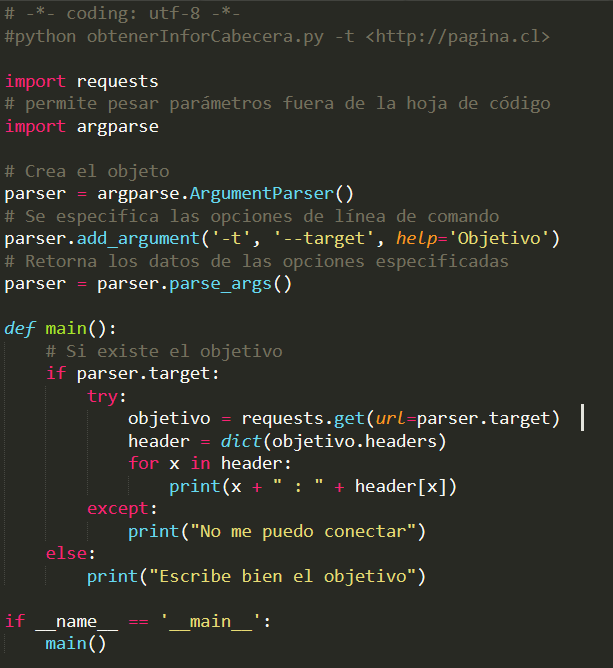 # -*- coding: utf-8 -*-
#python obtenerInforCabecera.py -t <http://pagina.cl>

import requests
# permite pesar parámetros fuera de la hoja de código
import argparse

# Crea el objeto
parser = argparse.ArgumentParser()
# Se especifica las opciones de línea de comando
parser.add_argument('-t', '--target', help='Objetivo')
# Retorna los datos de las opciones especificadas
parser = parser.parse_args()

def main():
    # Si existe el objetivo
    if parser.target:
        try:
            objetivo = requests.get(url=parser.target)
            header = dict(objetivo.headers)
            for x in header:
                print(x + " : " + header[x])
        except:
            print("No me puedo conectar")
    else:
        print("Escribe bien el objetivo")

if __name__ == '__main__':
    main()